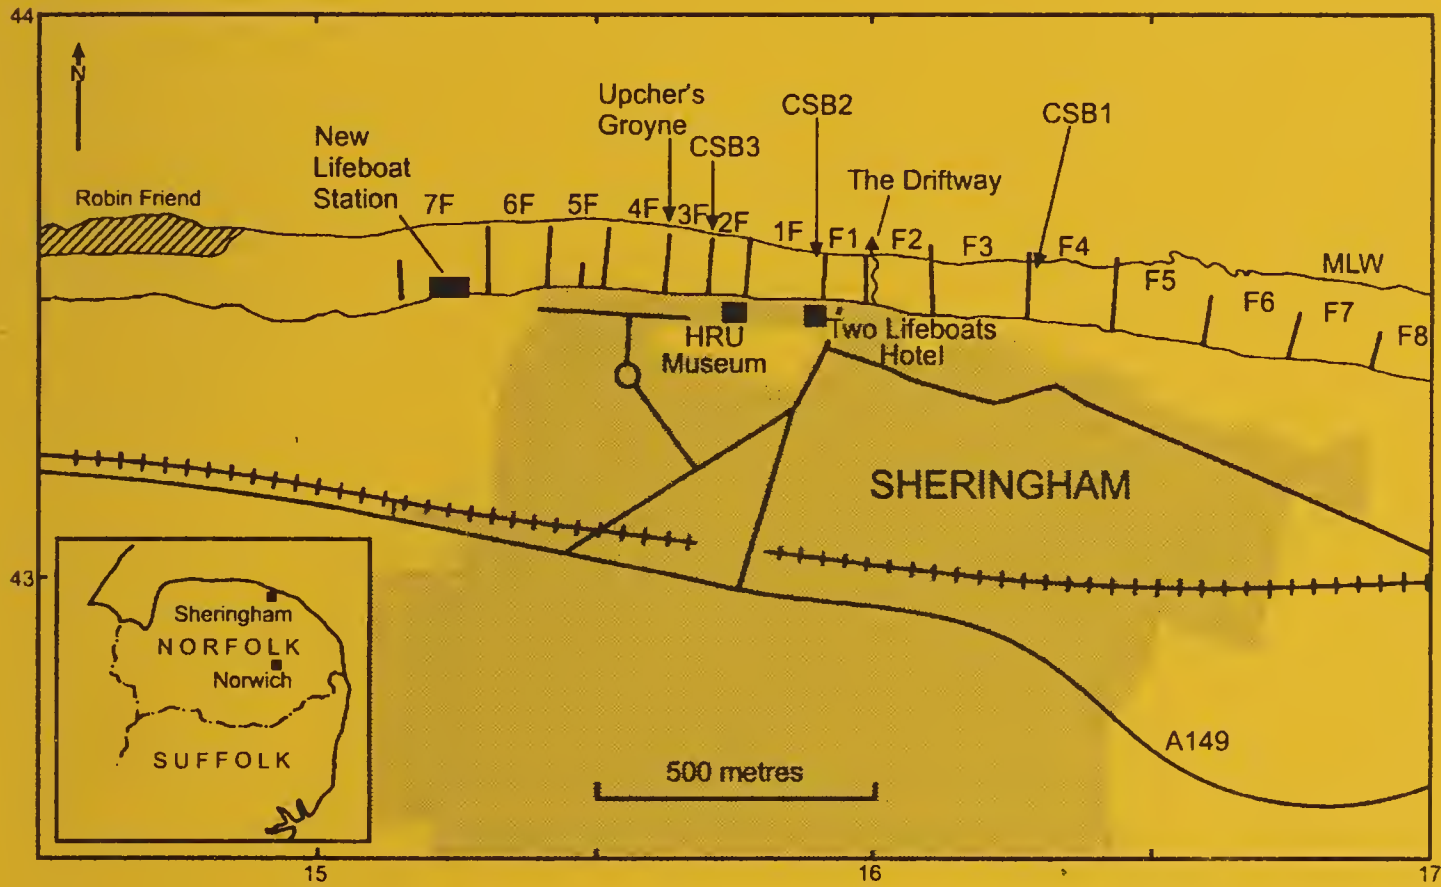 44
N
Upcher's
Groyne
CSB2
CSB1
New
Lifeboat
Station
CSB3
The Driftway
Robin Friend
7F
6F
5F
4F
3F
2F
1F
F1
F2
F3
F4
F5
MLW
F6
F7
F8
HRU
Museum
Two Lifeboats
Hotel
SHERINGHAM
43
Sheringham
NORFOLK
Norwich
SUFFOLK
A149
500 metres
15
16
17